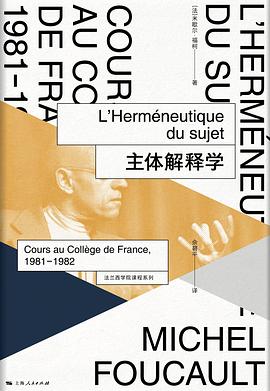 COUR
AU CO
DE FRA
1981-19
L'HERMÉNEU
DU SU
[法]米歇尔·福柯 著
L'Herméneutique
du sujet
主体解释学
Cours au Collège de France,
1981-1982
法兰西学院课程系列
佘碧平 译
MICHEL
FOUCAULT
上海人民出版社